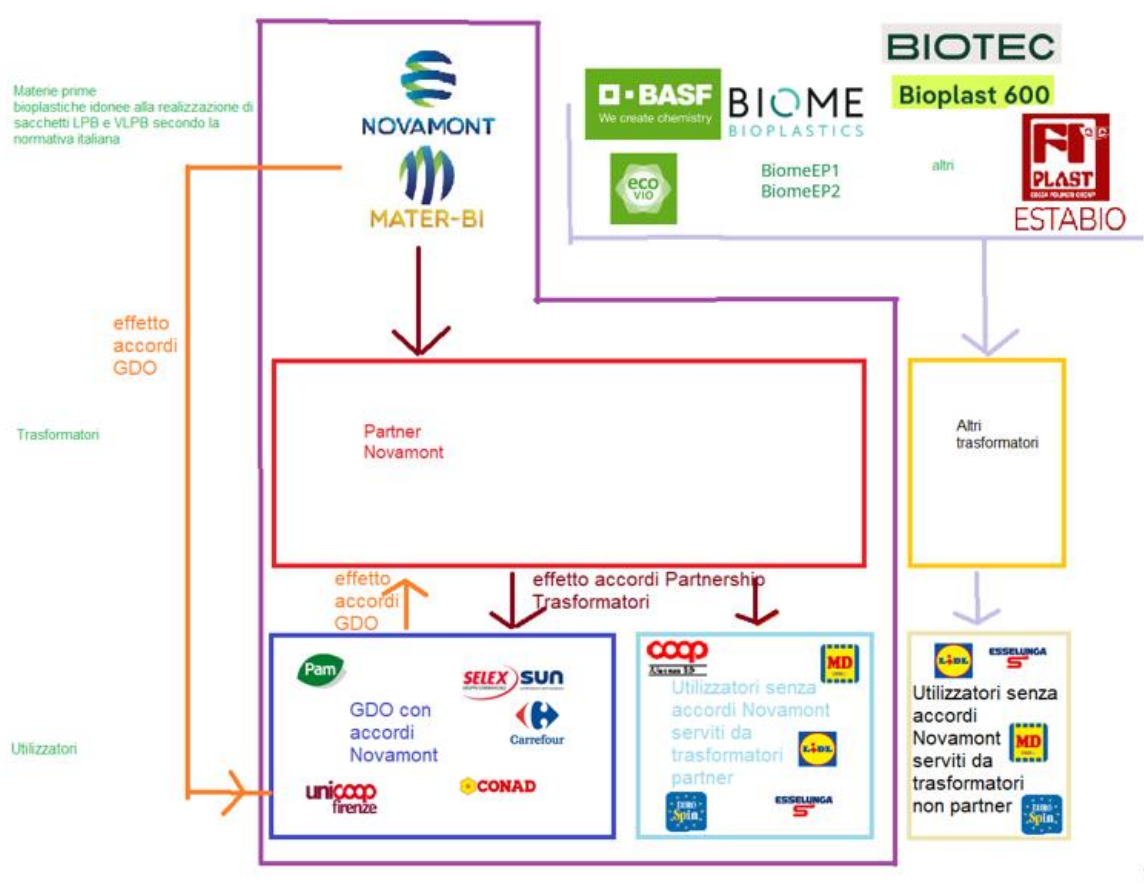 Materie prime
bioplastiche idonee alla realizzazione di
sacchetti LPB e VLPB secondo la
normativa italiana
NOVAMONT
MATER-BI
BASF
We create chemistry
eco
vio
BIOME
BIOPLASTICS
BiomeEP1
BiomeEP2
BIOTEC
Bioplast 600
altri
PLAST
ESTABIO
effetto
accordi
GDO
Trasformatori
Partner
Novamont
Altri
trasformatori
effetto
accordi
GDO
effetto accordi Partnership
Trasformatori
Utilizzatori
Pam
SELEX
SUN
GDO con
accordi
Novamont
Carrefour
unicoop
firenze
CONAD
coop
MD
Utilizzatori senza
accordi Novamont
serviti da
trasformatori
partner
LIDL
EURO
Spin
ESSELUNGA
LIDL
ESSELUNGA
Utilizzatori senza
accordi
Novamont
serviti da
trasformatori
non partner
MD
EURO
Spin